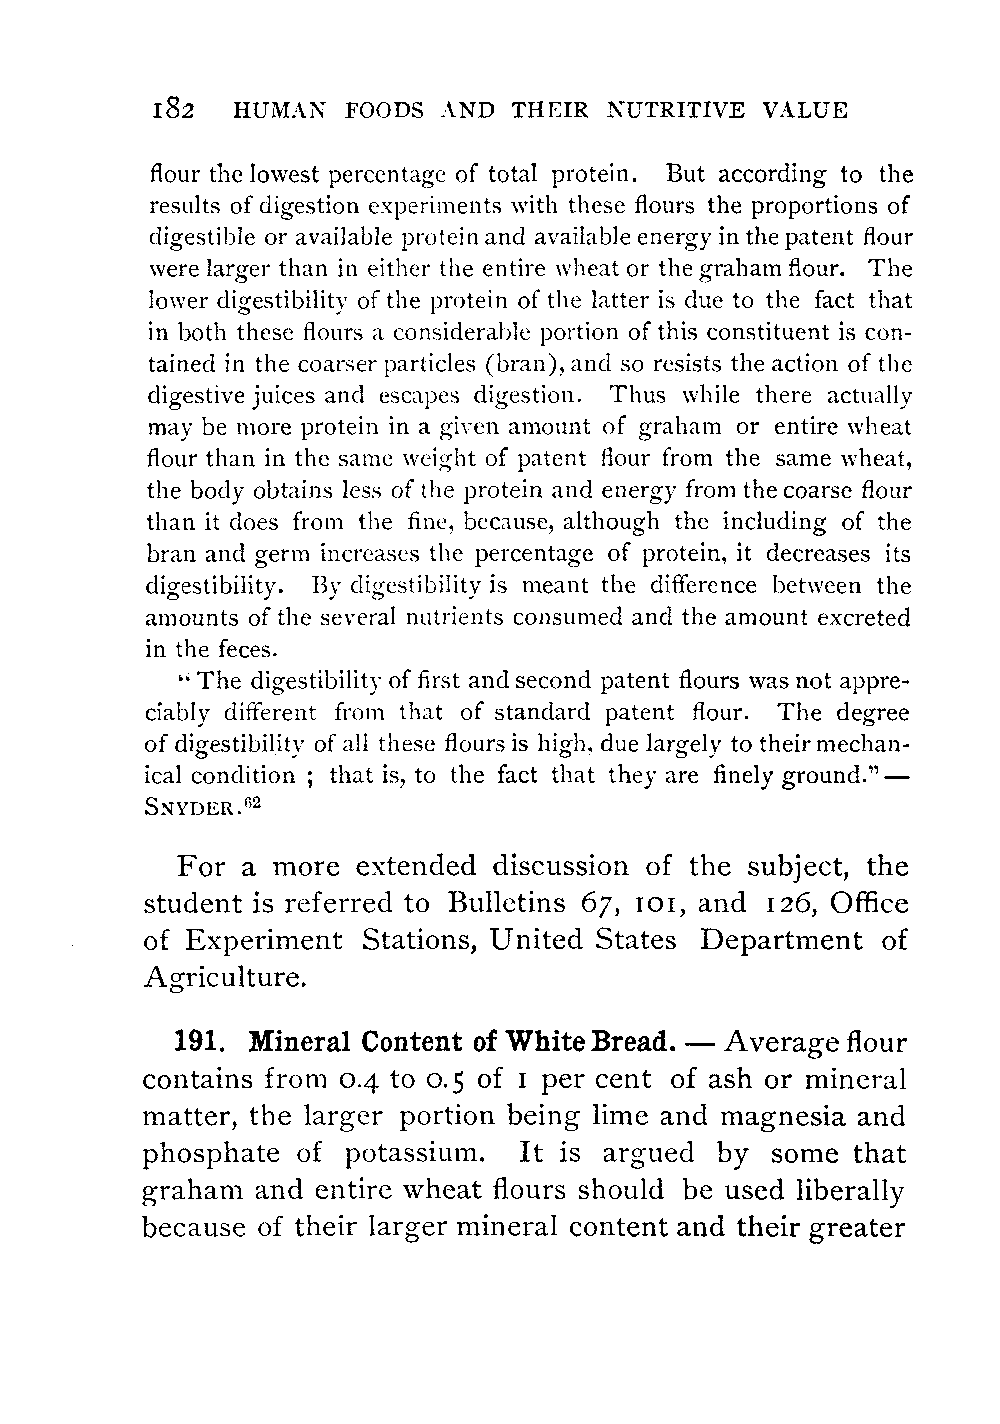 182 HUMAN FOODS AND THEIR NUTRITIVE VALUE
flour the lowest percentage of total protein. But according to the
results of digestion experiments with these flours the proportions of
digestible or available protein and available energy in the patent flour
were larger than in either the entire wheat or the graham flour. The
lower digestibility of the protein of the latter is due to the fact that
in both these flours a considerable portion of this constituent is con-
tained in the coarser particles (bran), and so resists the action of the
digestive juices and escapes digestion. Thus while there actually
may be more protein in a given amount of graham or entire wheat
flour than in the same weight of patent flour from the same wheat,
the body obtains less of the protein and energy from the coarse flour
than it does from the fine, because, although the including of the
bran and germ increases the percentage of protein, it decreases its
digestibility. By digestibility is meant the difference between the
amounts of the several nutrients consumed and the amount excreted
in the feces.
“The digestibility of first and second patent flours was not appre-
ciably different from that of standard patent flour. The degree
of digestibility of all these flours is high, due largely to their mechan-
ical condition ; that is, to the fact that they are finely ground.” —
SNYDER.62
For a more extended discussion of the subject, the
student is referred to Bulletins 67, 101, and 126, Office
of Experiment Stations, United States Department of
Agriculture.
191. Mineral Content of White Bread. — Average flour
contains from 0.4 to 0.5 of 1 per cent of ash or mineral
matter, the larger portion being lime and magnesia and
phosphate of potassium. It is argued by some that
graham and entire wheat flours should be used liberally
because of their larger mineral content and their greater